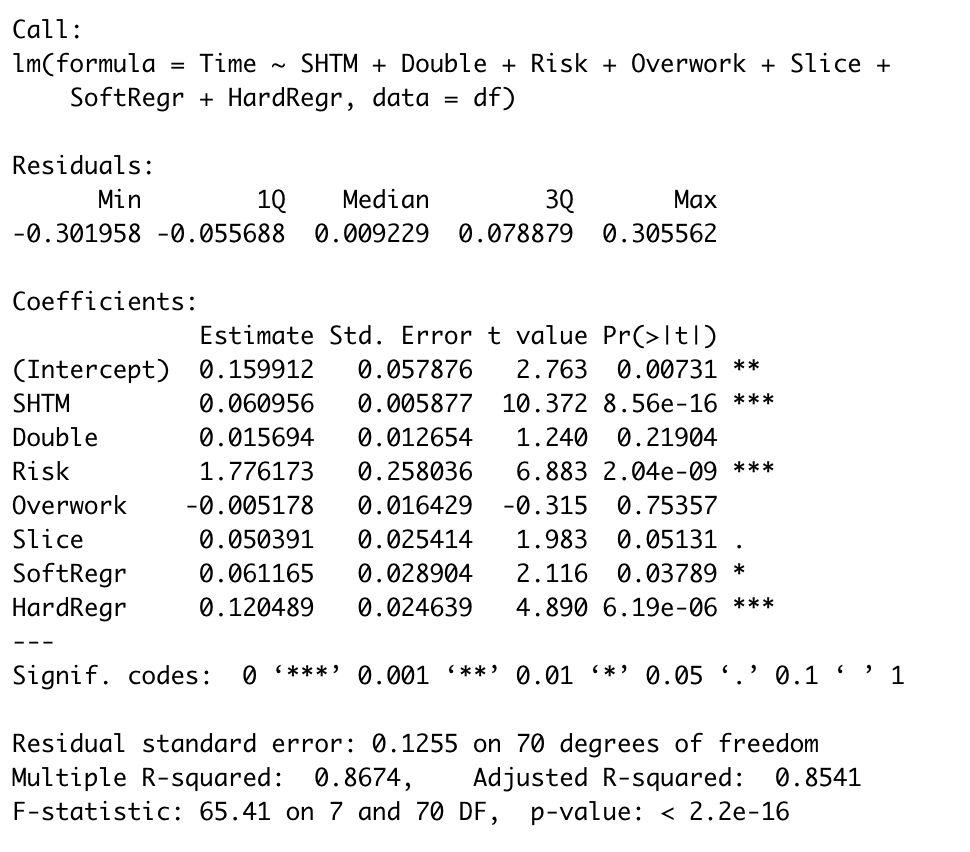 Call:
lm(formula = Time ~ SHTM + Double + Risk + Overwork + Slice +
    SoftRegr + HardRegr, data = df)

Residuals:
      Min        1Q    Median        3Q       Max
-0.301958 -0.055688  0.009229  0.078879  0.305562

Coefficients:
             Estimate Std. Error t value Pr(>|t|)
(Intercept)  0.159912   0.057876   2.763  0.00731 **
SHTM         0.060956   0.005877  10.372 8.56e-16 ***
Double       0.015694   0.012654   1.240  0.21904
Risk         1.776173   0.258036   6.883 2.04e-09 ***
Overwork    -0.005178   0.016429  -0.315  0.75357
Slice        0.050391   0.025414   1.983  0.05131 .
SoftRegr     0.061165   0.028904   2.116  0.03789 *
HardRegr     0.120489   0.024639   4.890 6.19e-06 ***
---
Signif. codes:  0 ‘***’ 0.001 ‘**’ 0.01 ‘*’ 0.05 ‘.’ 0.1 ‘ ’ 1

Residual standard error: 0.1255 on 70 degrees of freedom
Multiple R-squared:  0.8674,    Adjusted R-squared:  0.8541
F-statistic: 65.41 on 7 and 70 DF,  p-value: < 2.2e-16